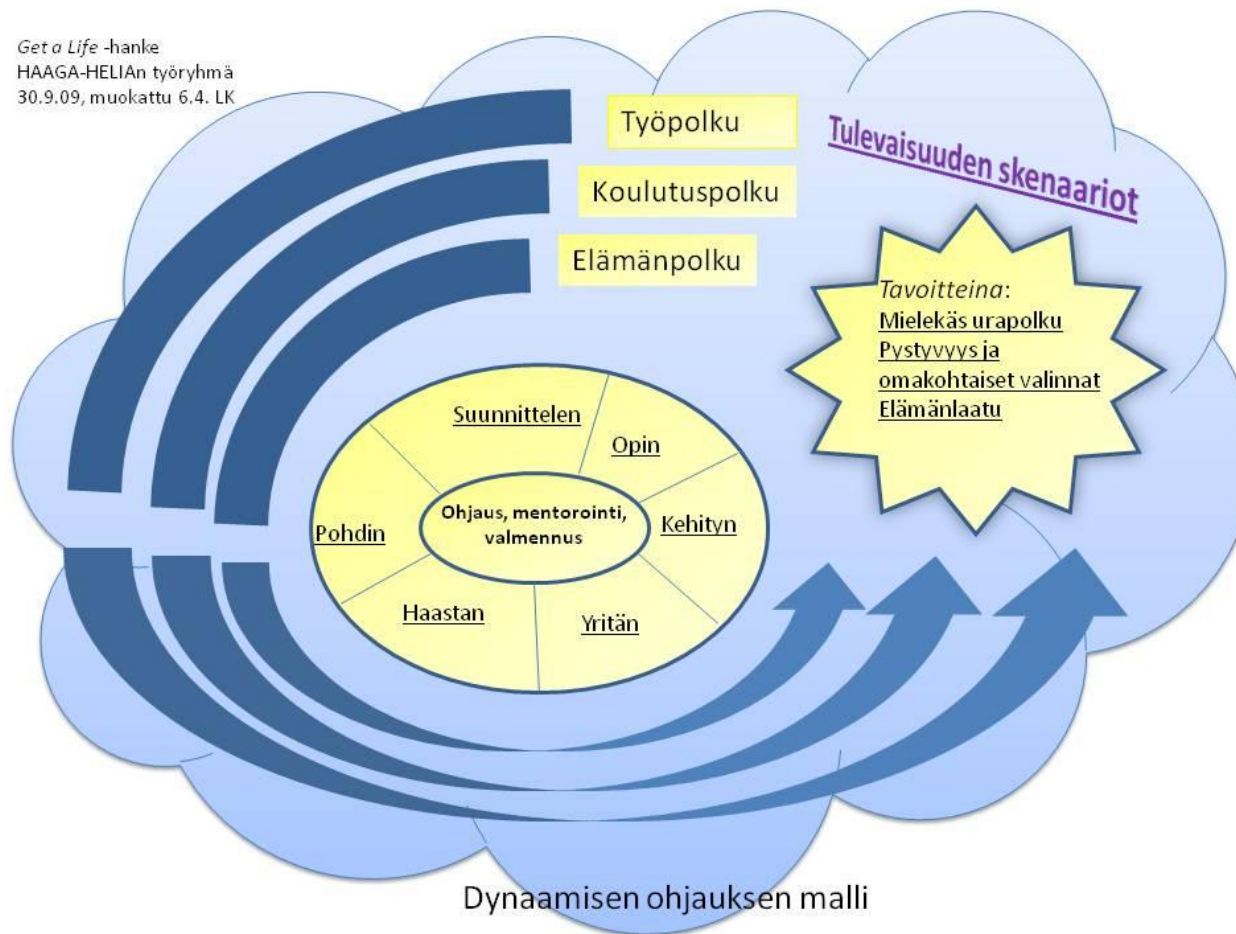 Get a Life -hanke
HAAGA-HELIAn työryhmä
30.9.09, muokattu 6.4. LK
Työpolku
Koulutuspolku
Elämänpolku
Tulevaisuuden skenaariot
Tavoitteina:
Mielekäs urapolku
Pystyvyys ja
omakohtaiset valinnat
Elämänlaatu
Suunnittelen
Opin
Kehityn
Yritän
Haastan
Pohdin
Ohjaus, mentorointi,
valmennus
Dynaamisen ohjauksen malli